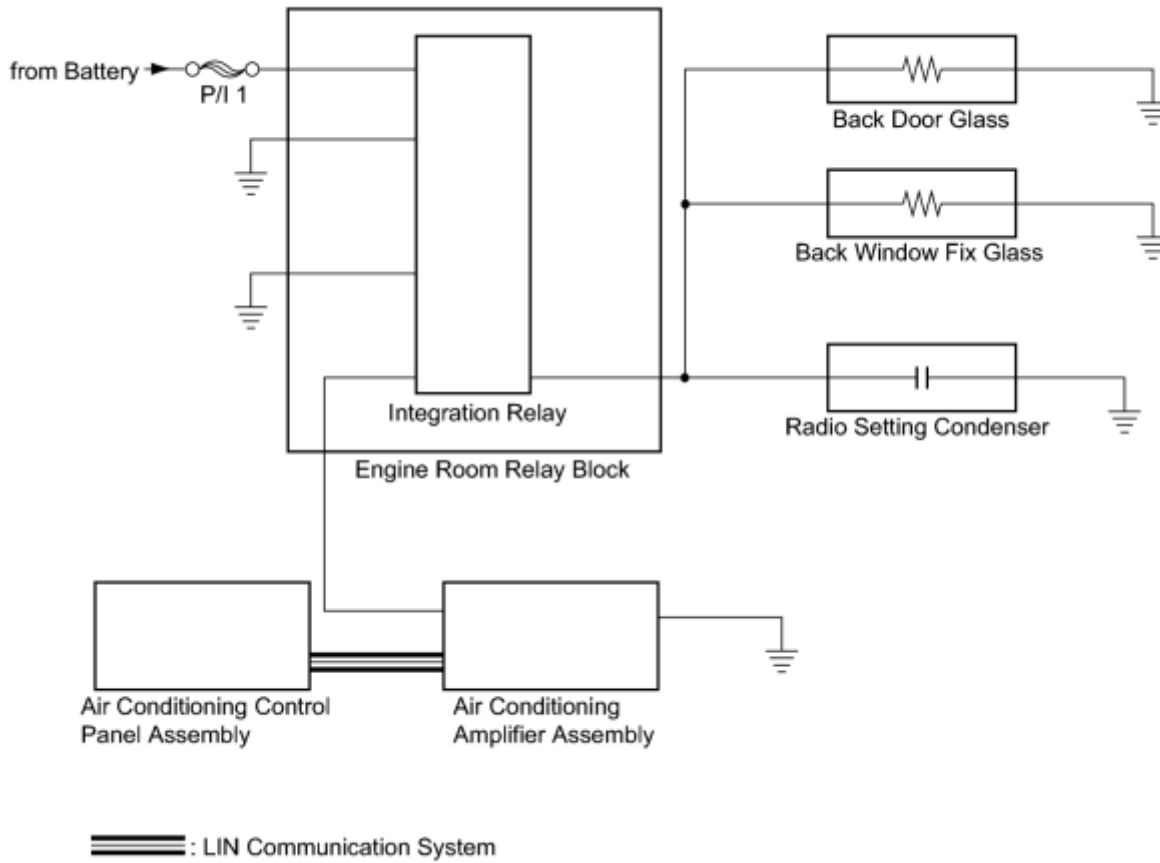 from Battery
P/I 1
Back Door Glass
Back Window Fix Glass
Integration Relay
Radio Setting Condenser
Engine Room Relay Block
Air Conditioning Control
Panel Assembly
Air Conditioning
Amplifier Assembly
: LIN Communication System